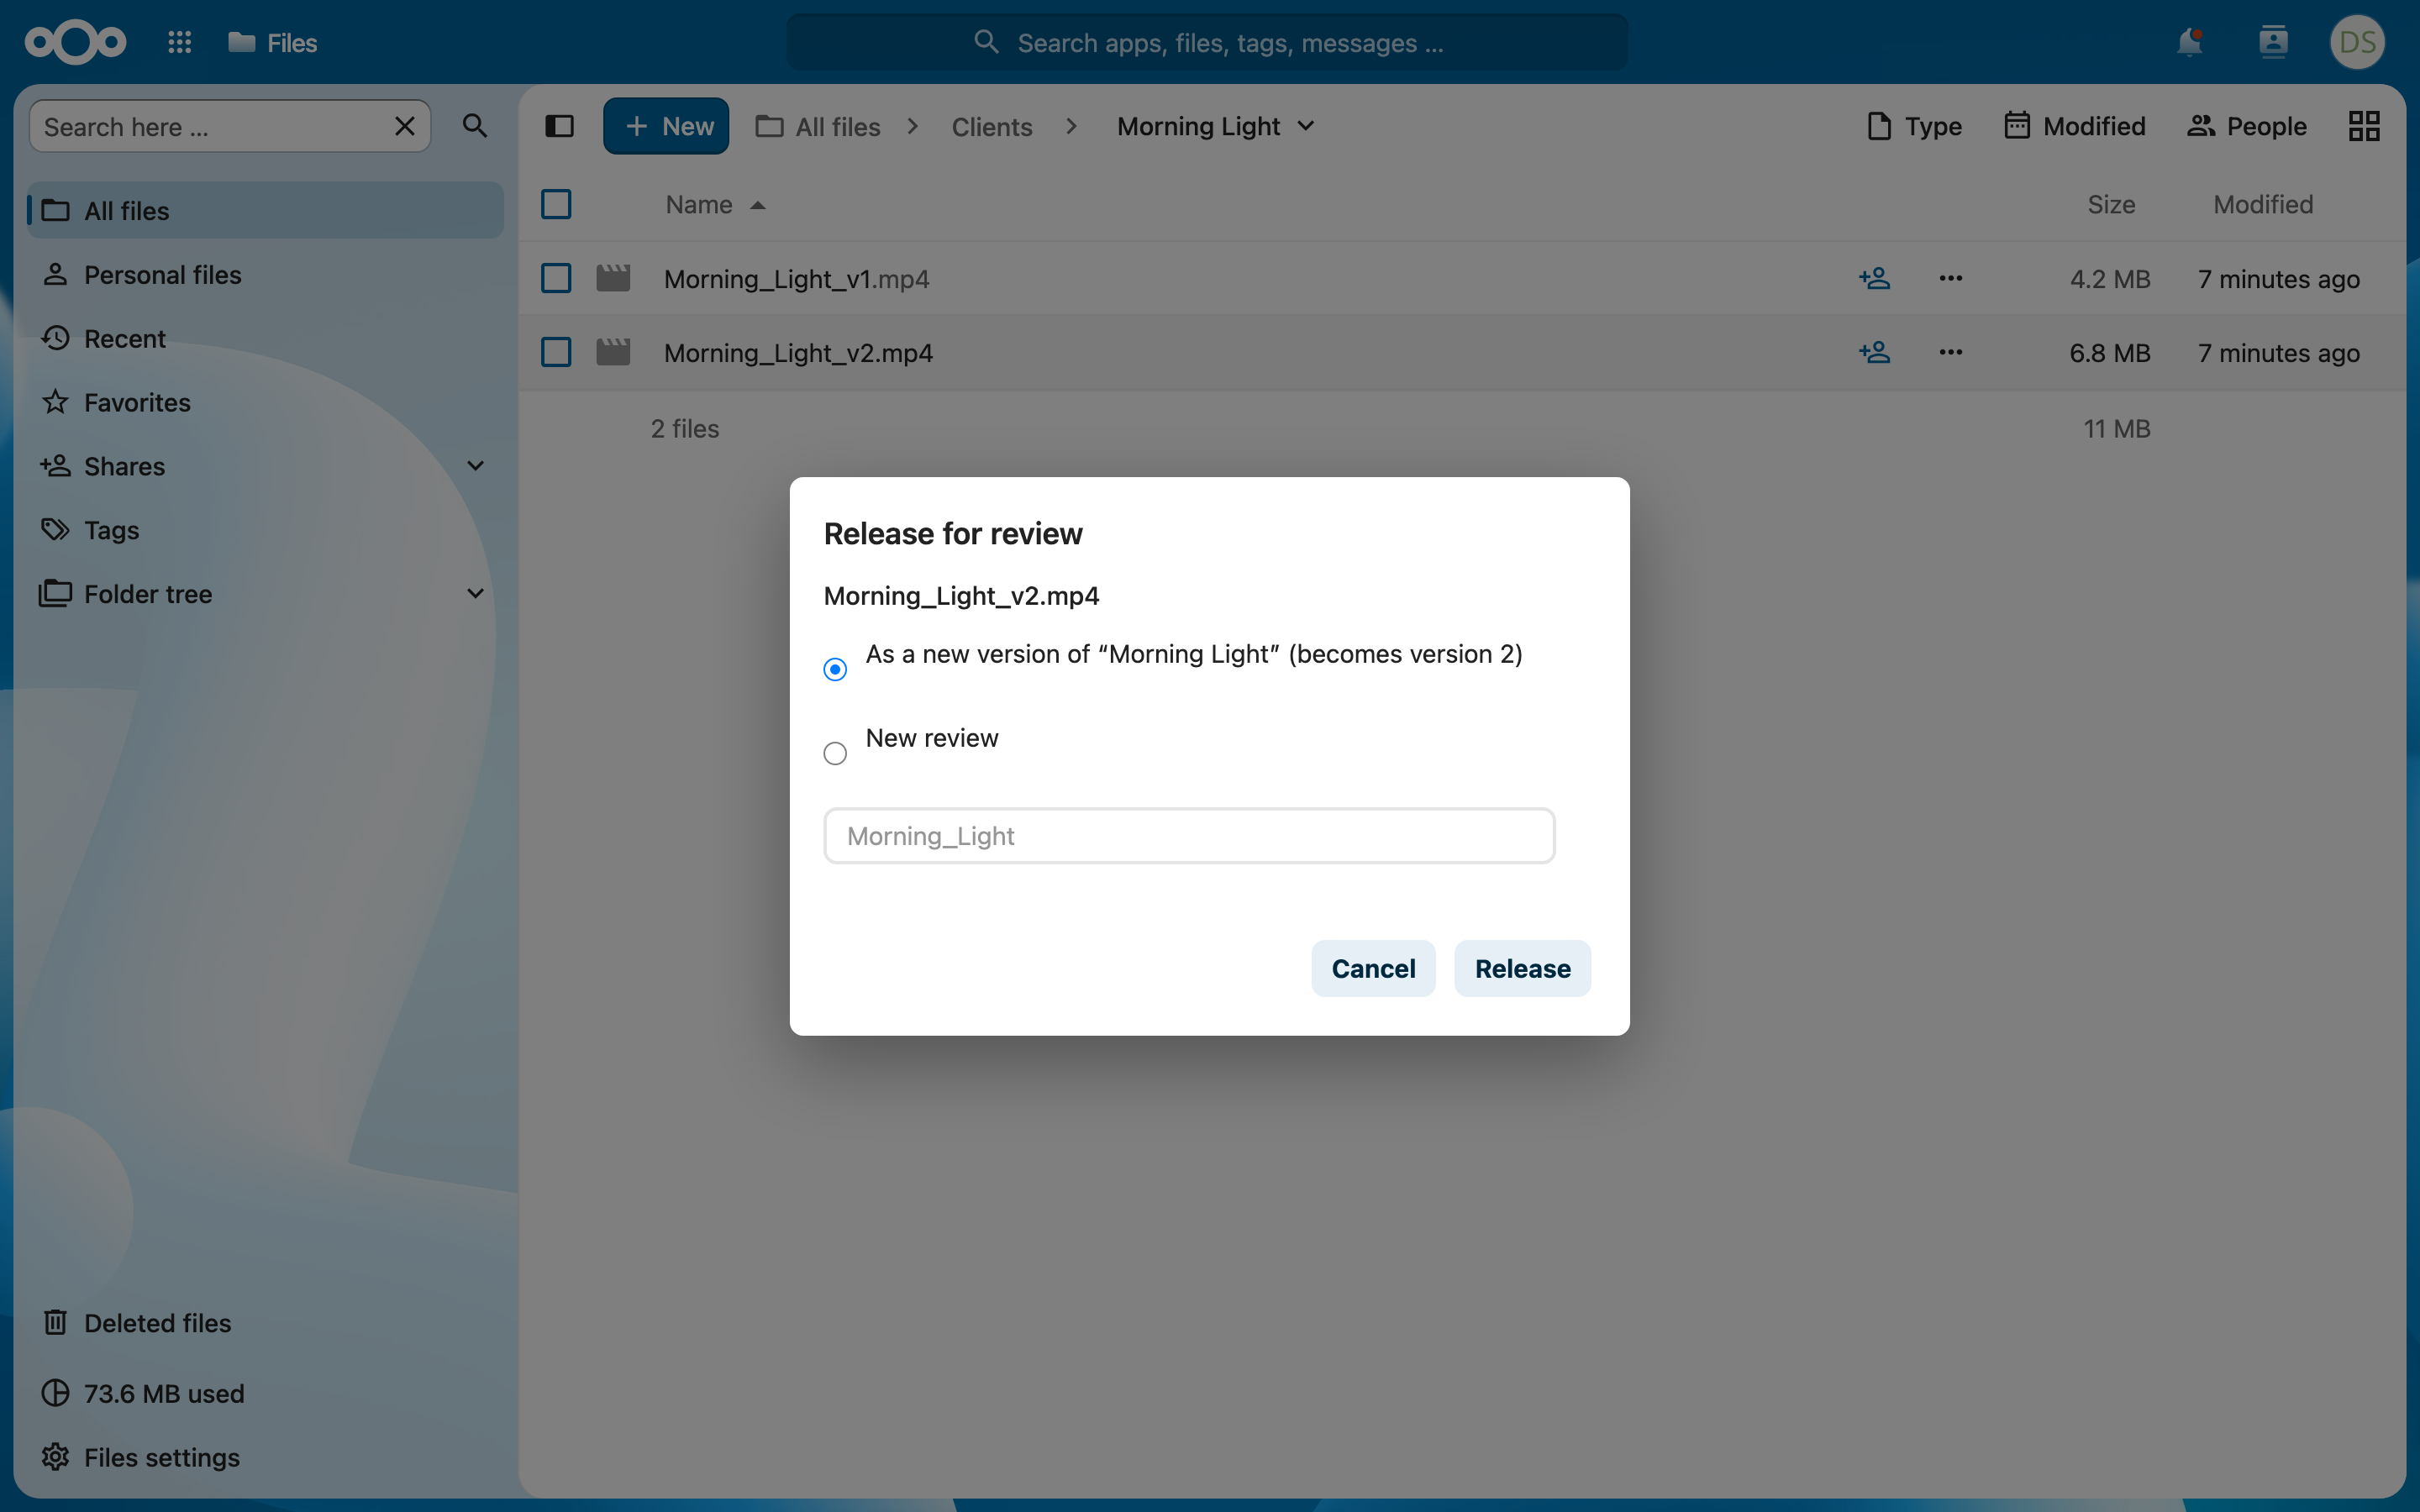 Files
Search apps, files, tags, messages ...
DS
Search here ...
New
All files
Clients
Morning Light
Type
Modified
People
All files
Personal files
Recent
Favorites
Shares
Tags
Folder tree
Name
Size
Modified
Morning_Light_v1.mp4
4.2 MB
7 minutes ago
Morning_Light_v2.mp4
6.8 MB
7 minutes ago
2 files
11 MB
Release for review
Morning_Light_v2.mp4
As a new version of “Morning Light” (becomes version 2)
New review
Morning_Light
Cancel
Release
Deleted files
73.6 MB used
Files settings